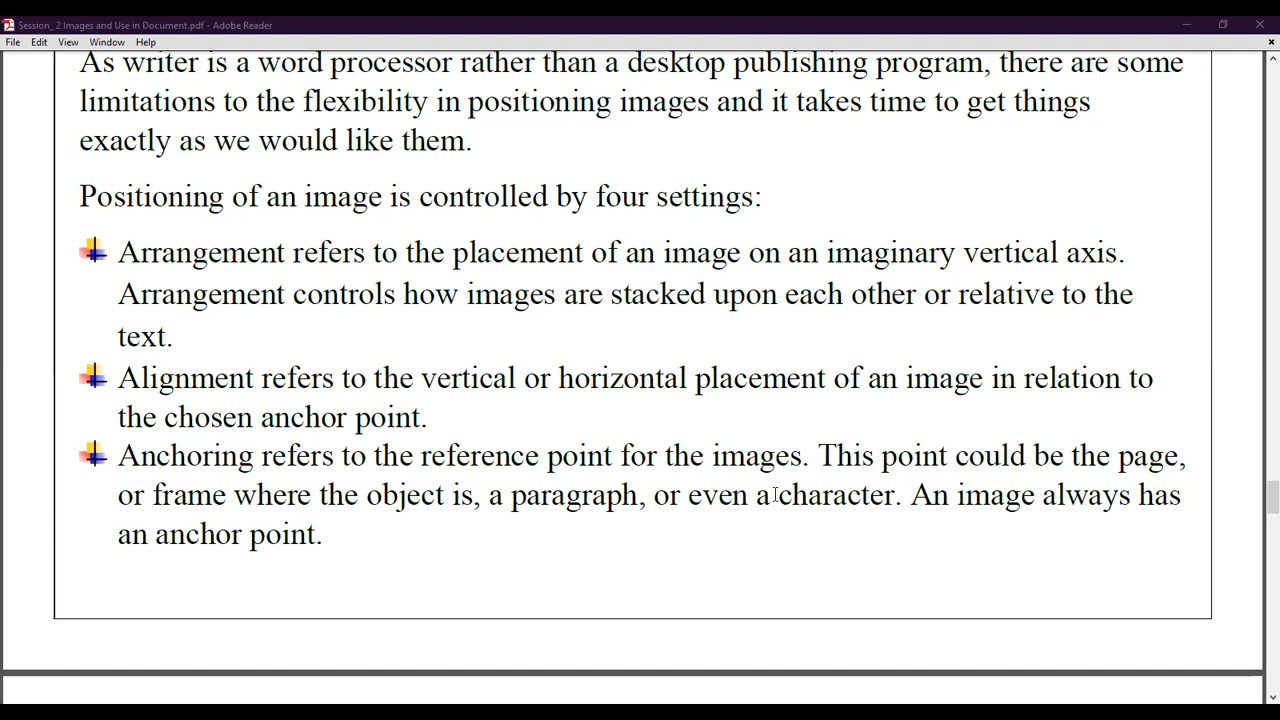 Session_ 2 Images and Use in Document.pdf - Adobe Reader
File Edit View Window Help
As writer is a word processor rather than a desktop publishing program, there are some
limitations to the flexibility in positioning images and it takes time to get things
exactly as we would like them.
Positioning of an image is controlled by four settings:
Arrangement refers to the placement of an image on an imaginary vertical axis.
Arrangement controls how images are stacked upon each other or relative to the
text.
Alignment refers to the vertical or horizontal placement of an image in relation to
the chosen anchor point.
Anchoring refers to the reference point for the images. This point could be the page,
or frame where the object is, a paragraph, or even a character. An image always has
an anchor point.